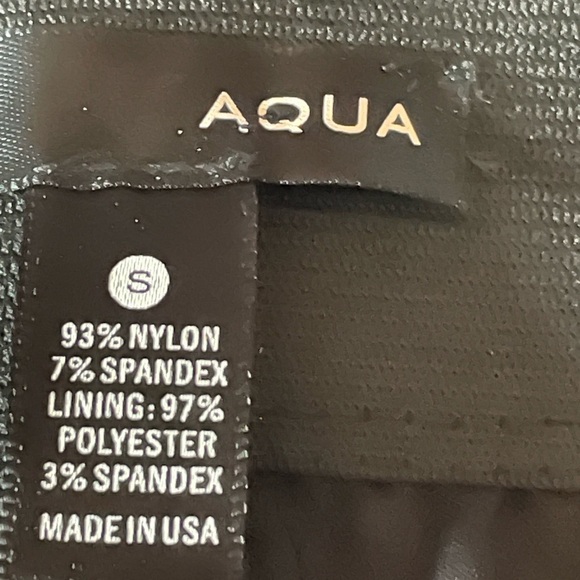 AQUA
S
93% NYLON
7% SPANDEX
LINING: 97%
POLYESTER
3% SPANDEX
MADE IN USA